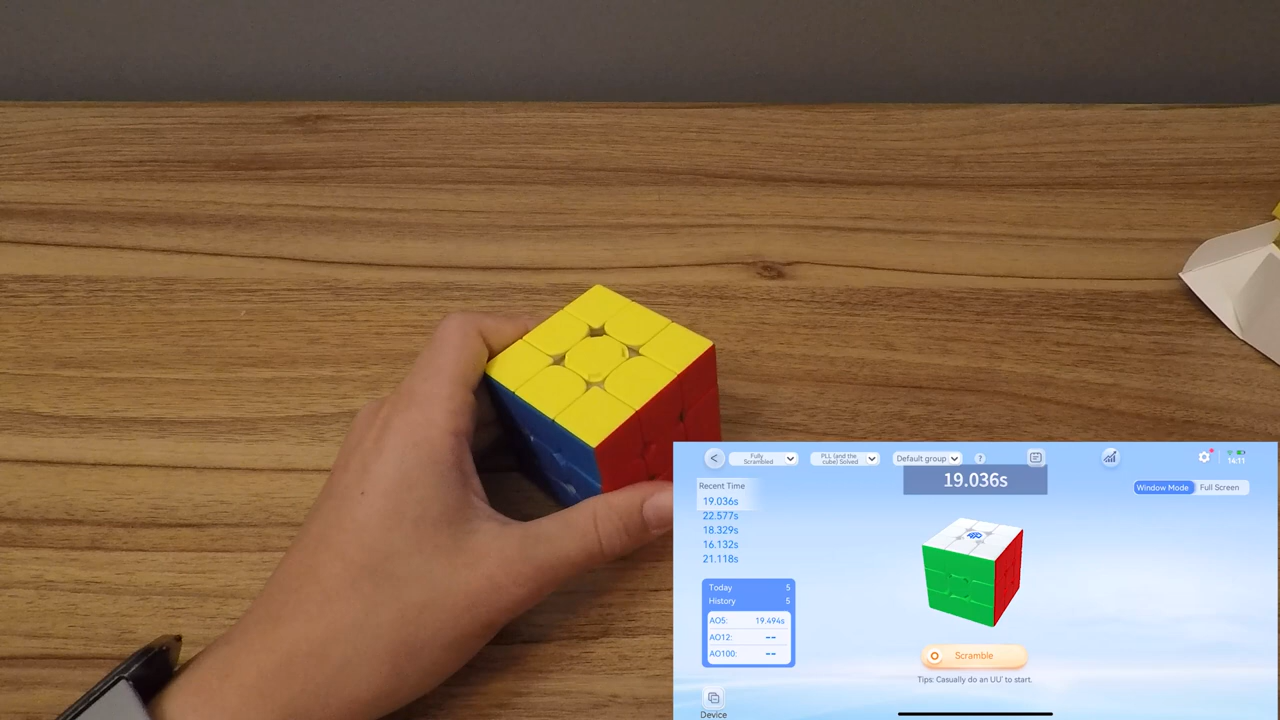 Fully
Scrambled
PLL (and the
cube) Solved
Default group
?
14:11
19.036s
Window Mode
Full Screen
Recent Time
19.036s
22.577s
18.329s
16.132s
21.118s
Today 5
History 5
AO5: 19.494s
AO12: --
AO100: --
Scramble
Tips: Casually do an UU' to start.
Device